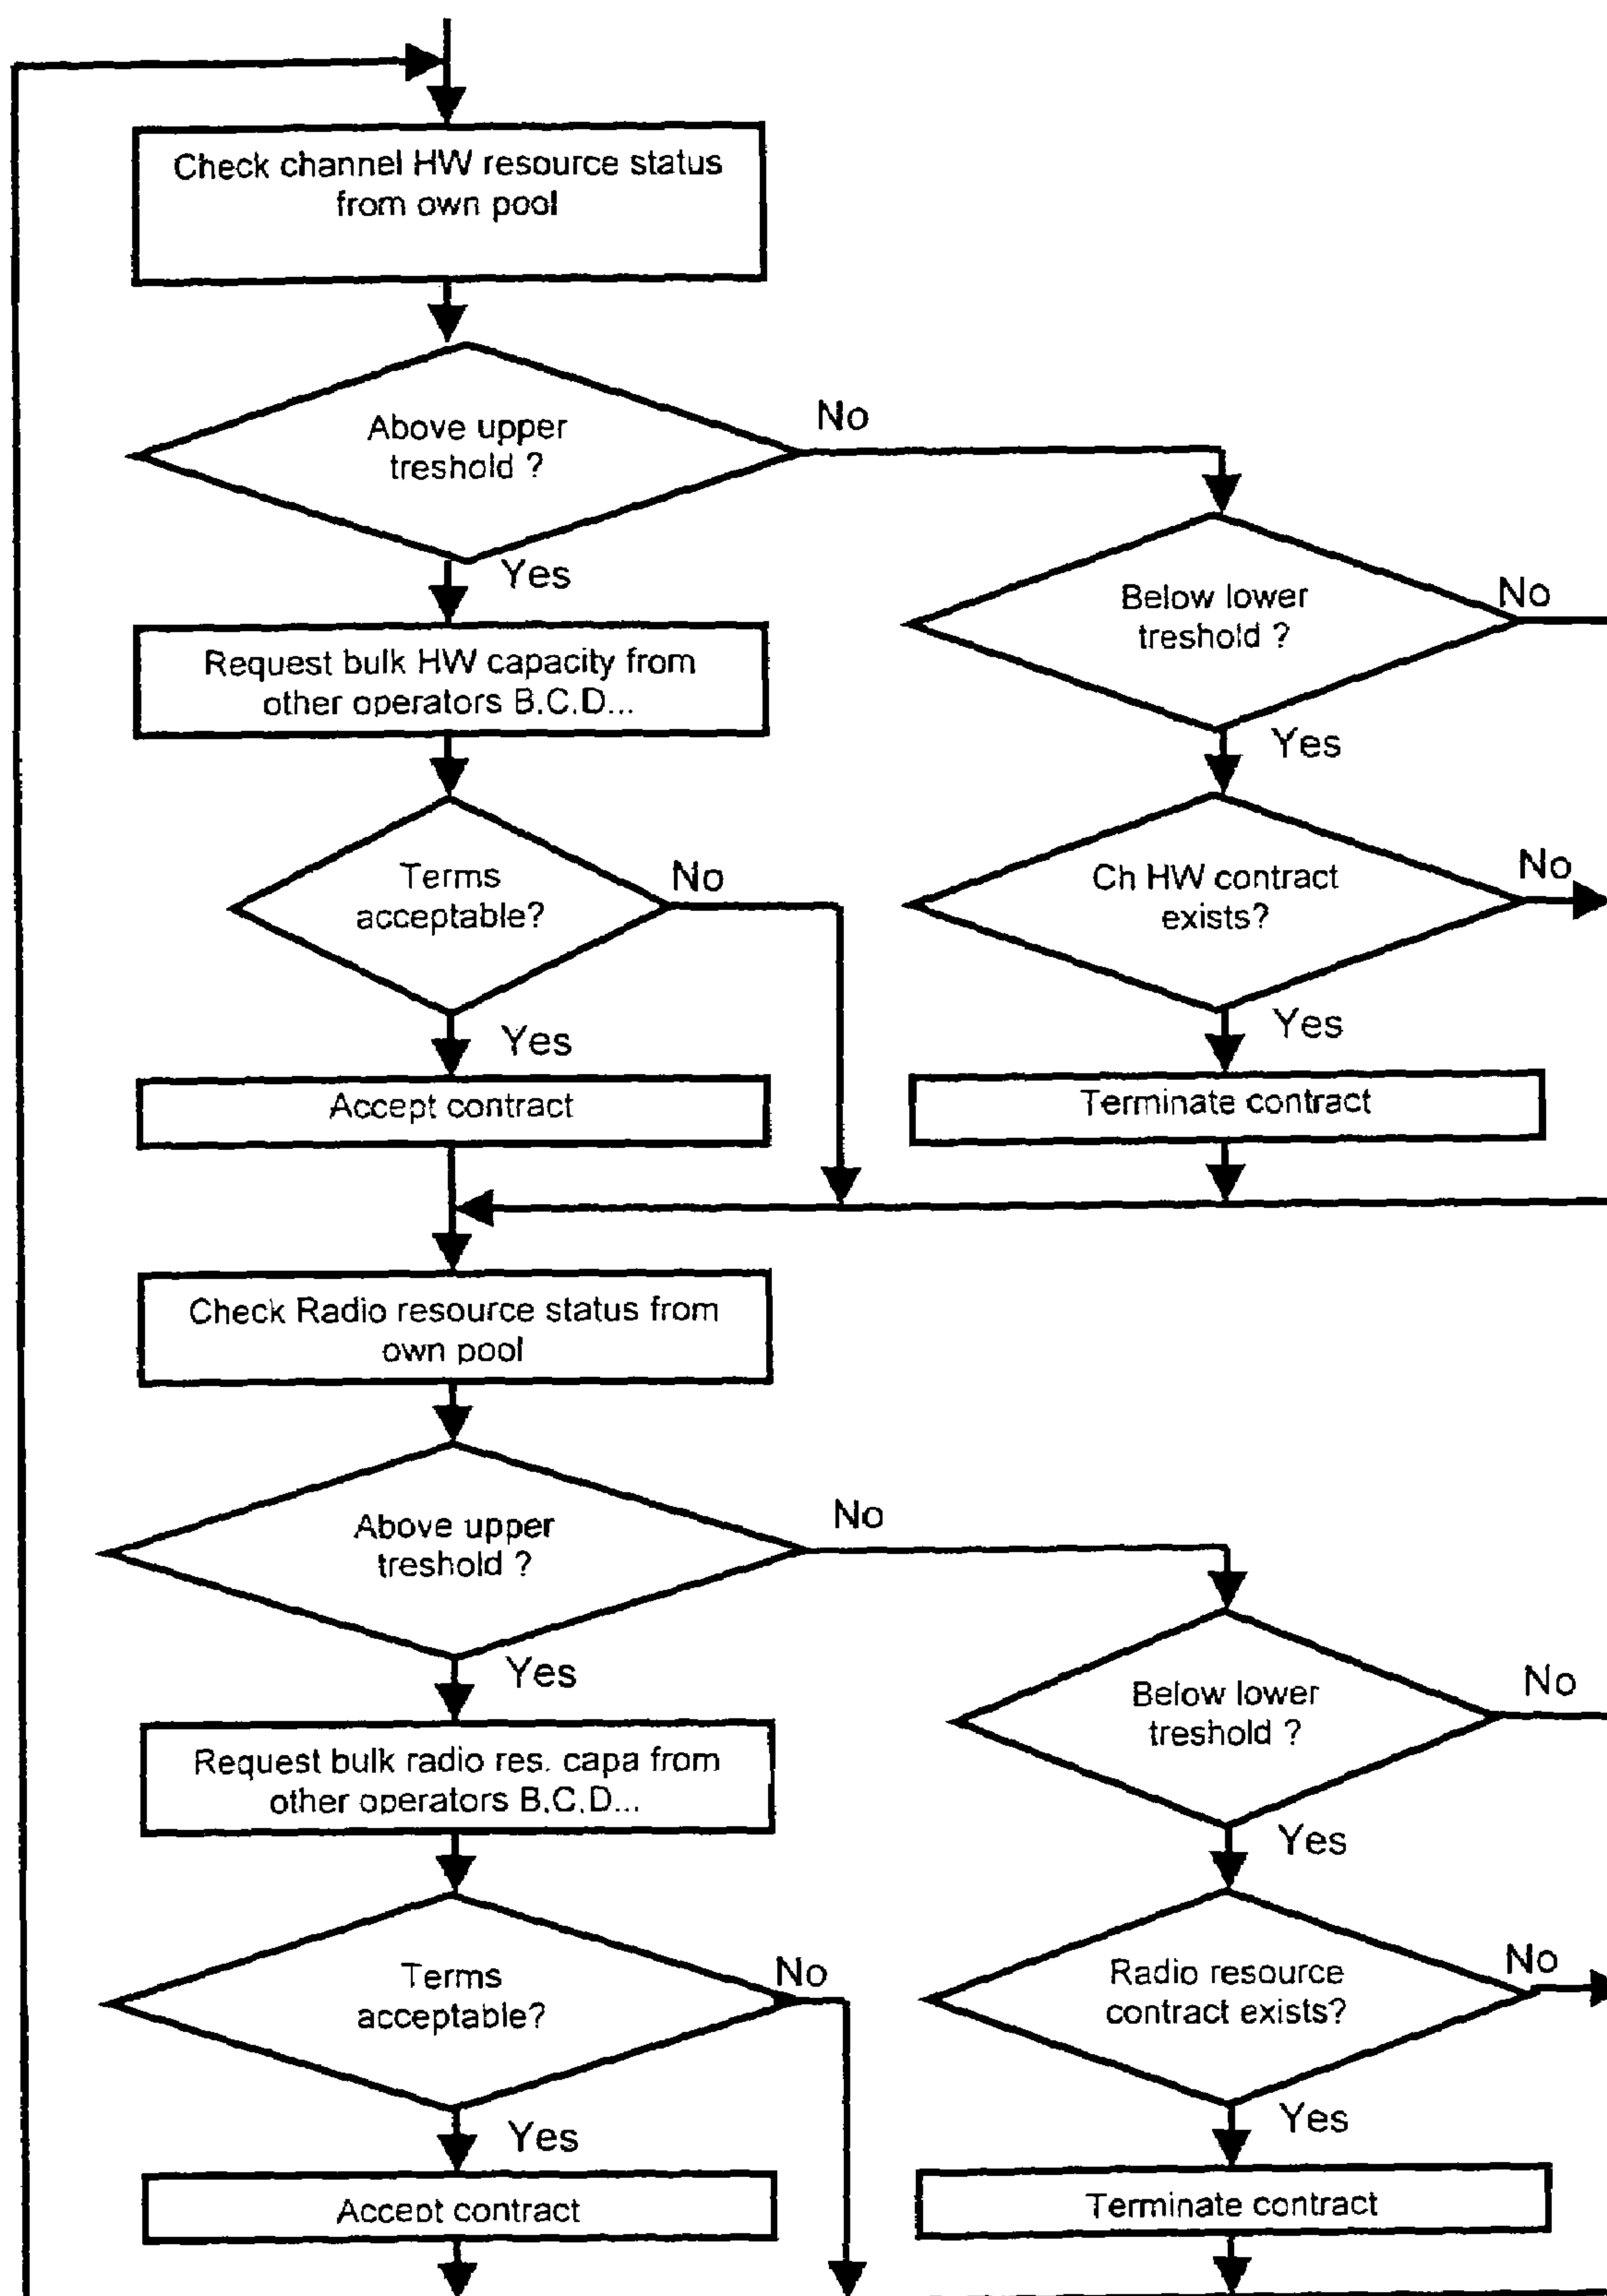 Check channel HW resource status
from own pool
Above upper
treshold ?
No
Yes
Below lower
treshold ?
No
Yes
Request bulk HW capacity from
other operators B.C.D...
Terms
acceptable?
No
Yes
Ch HW contract
exists?
No
Yes
Accept contract
Terminate contract
Check Radio resource status from
own pool
Above upper
treshold ?
No
Yes
Below lower
treshold ?
No
Yes
Request bulk radio res. capa from
other operators B.C.D...
Terms
acceptable?
No
Yes
Radio resource
contract exists?
No
Yes
Accept contract
Terminate contract